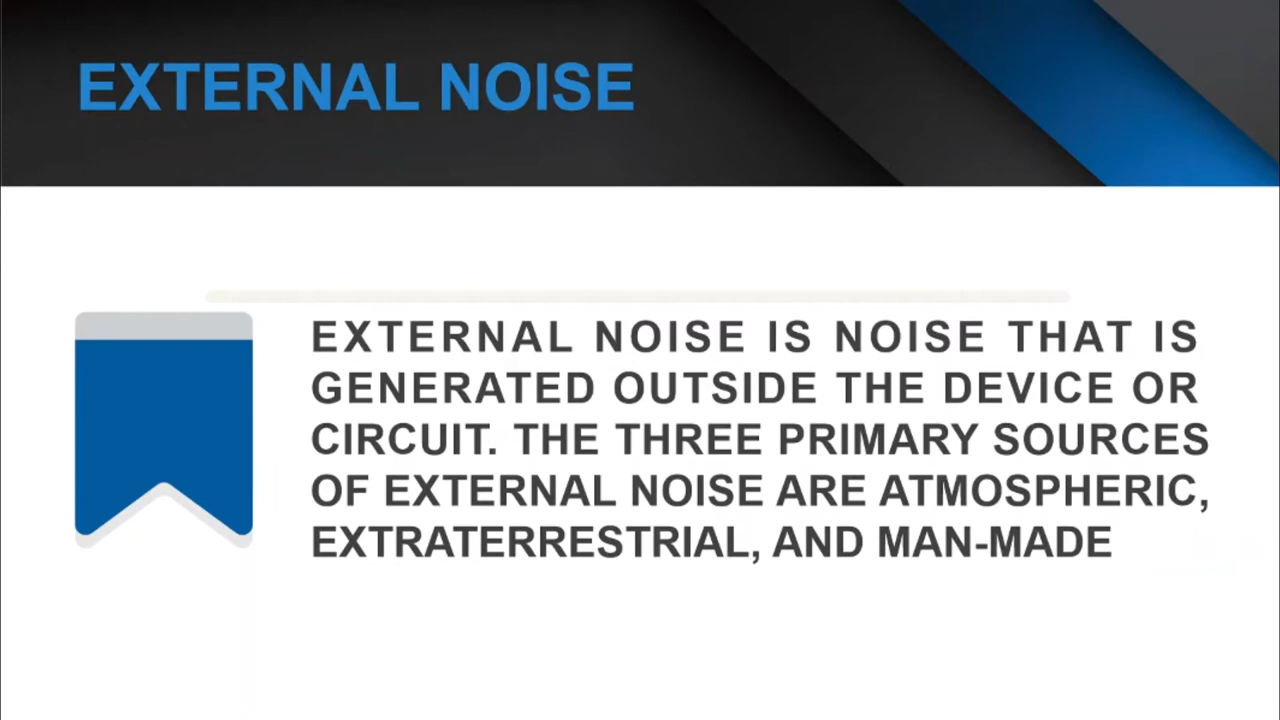 EXTERNAL NOISE
EXTERNAL NOISE IS NOISE THAT IS
GENERATED OUTSIDE THE DEVICE OR
CIRCUIT. THE THREE PRIMARY SOURCES
OF EXTERNAL NOISE ARE ATMOSPHERIC,
EXTRATERRESTRIAL, AND MAN-MADE